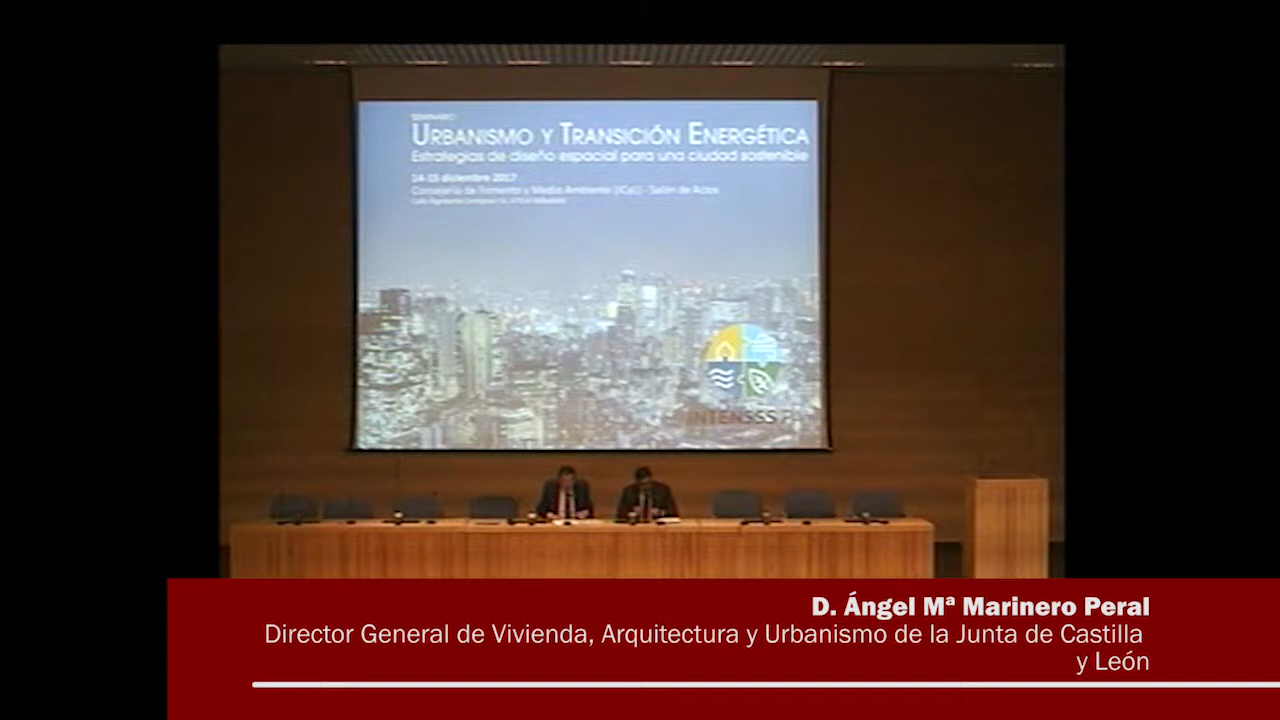 SEMINARIO
URBANISMO Y TRANSICIÓN ENERGÉTICA
Estrategias de diseño espacial para una ciudad sostenible
14-15 diciembre 2017
Consejería de Fomento y Medio Ambiente (JCyL) - Salón de Actos
INTENSSS
D. Ángel Mª Marinero Peral
Director General de Vivienda, Arquitectura y Urbanismo de la Junta de Castilla
y León